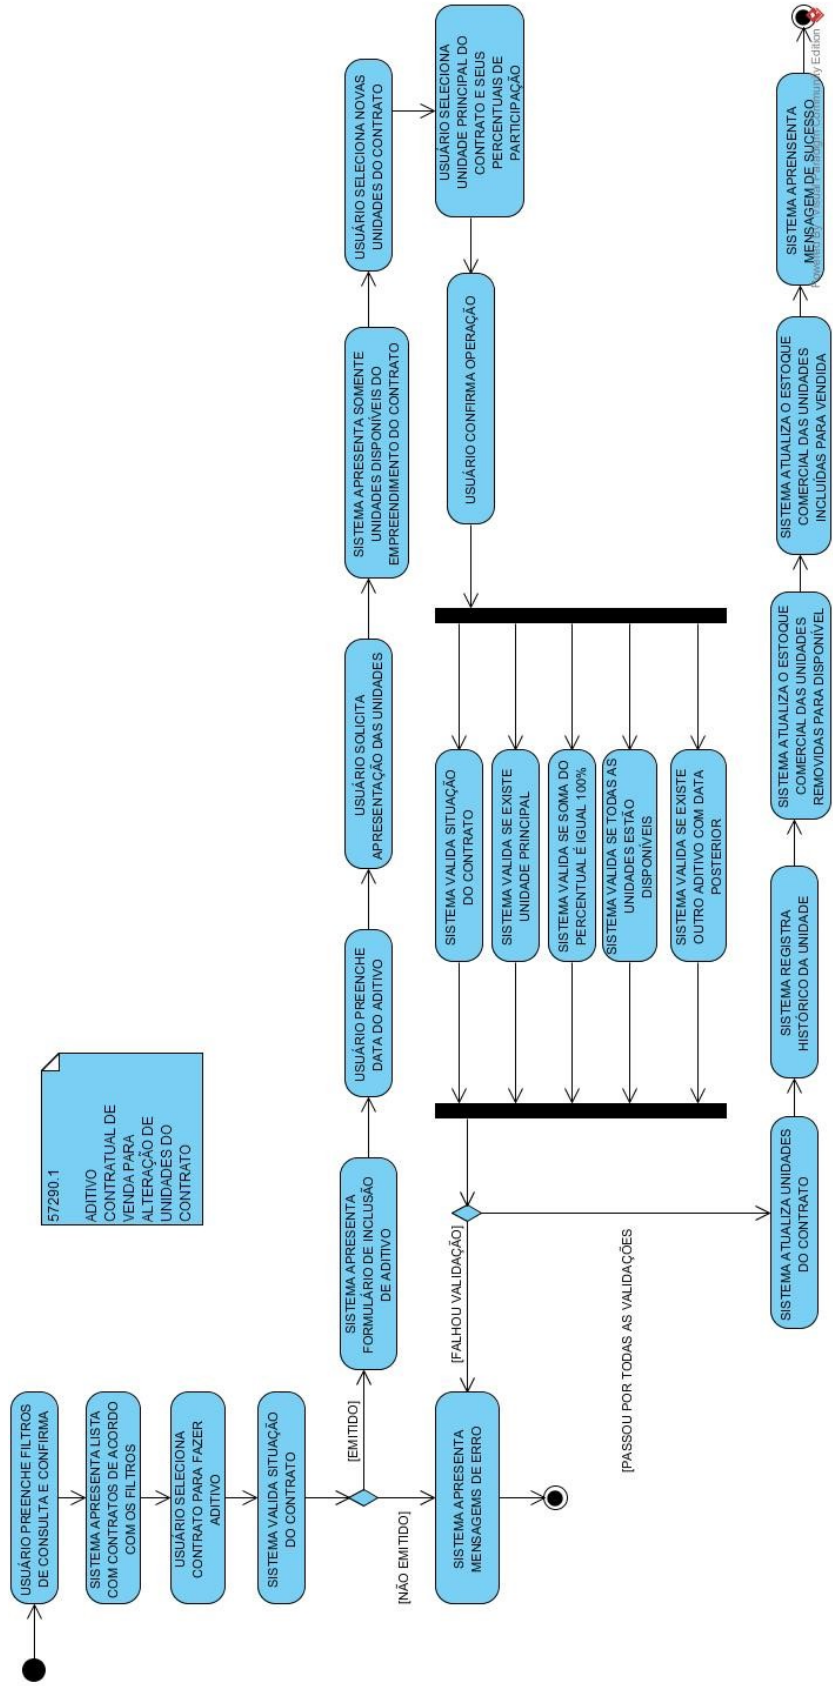 57290.1
ADITIVO
CONTRATUAL DE
VENDA PARA
ALTERAÇÃO DE
UNIDADES DO
CONTRATO
USUÁRIO PREENCHE FILTROS
DE CONSULTA E CONFIRMA
SISTEMA APRESENTA LISTA
COM CONTRATOS DE ACORDO
COM OS FILTROS
USUÁRIO SELECIONA
CONTRATO PARA FAZER
ADITIVO
SISTEMA VALIDA SITUAÇÃO
DO CONTRATO
[EMITIDO]
[NÃO EMITIDO]
SISTEMA APRESENTA
MENSAGEMS DE ERRO
SISTEMA APRESENTA
FORMULÁRIO DE INCLUSÃO
DE ADITIVO
USUÁRIO PREENCHE
DATA DO ADITIVO
USUÁRIO SOLICITA
APRESENTAÇÃO DAS UNIDADES
SISTEMA APRESENTA SOMENTE
UNIDADES DISPONÍVEIS DO
EMPREENDIMENTO DO CONTRATO
USUÁRIO SELECIONA NOVAS
UNIDADES DO CONTRATO
USUÁRIO SELECIONA
UNIDADE PRINCIPAL DO
CONTRATO E SEUS
PERCENTUAIS DE
PARTICIPAÇÃO
USUÁRIO CONFIRMA OPERAÇÃO
SISTEMA VALIDA SITUAÇÃO
DO CONTRATO
SISTEMA VALIDA SE EXISTE
UNIDADE PRINCIPAL
SISTEMA VALIDA SE SOMA DO
PERCENTUAL É IGUAL 100%
SISTEMA VALIDA SE TODAS AS
UNIDADES ESTÃO
DISPONÍVEIS
SISTEMA VALIDA SE EXISTE
OUTRO ADITIVO COM DATA
POSTERIOR
[FALHOU VALIDAÇÃO]
[PASSOU POR TODAS AS VALIDAÇÕES
SISTEMA ATUALIZA UNIDADES
DO CONTRATO
SISTEMA REGISTRA
HISTÓRICO DA UNIDADE
SISTEMA ATUALIZA O ESTOQUE
COMERCIAL DAS UNIDADES
REMOVIDAS PARA DISPONÍVEL
SISTEMA ATUALIZA O ESTOQUE
COMERCIAL DAS UNIDADES
INCLUÍDAS PARA VENDIDA
SISTEMA APRENSENTA
MENSAGEM DE SUCESSO
Powered By Visual Paradigm Community Edition